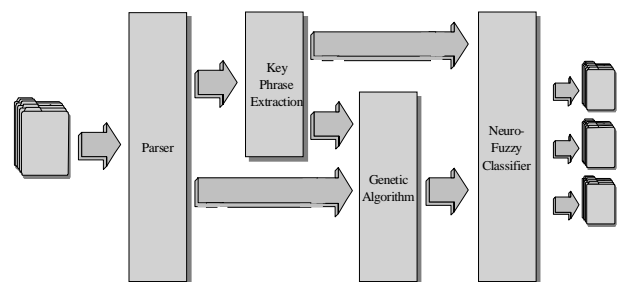 Parser
Key
Phrase
Extraction
Genetic
Algorithm
Neuro-
Fuzzy
Classifier